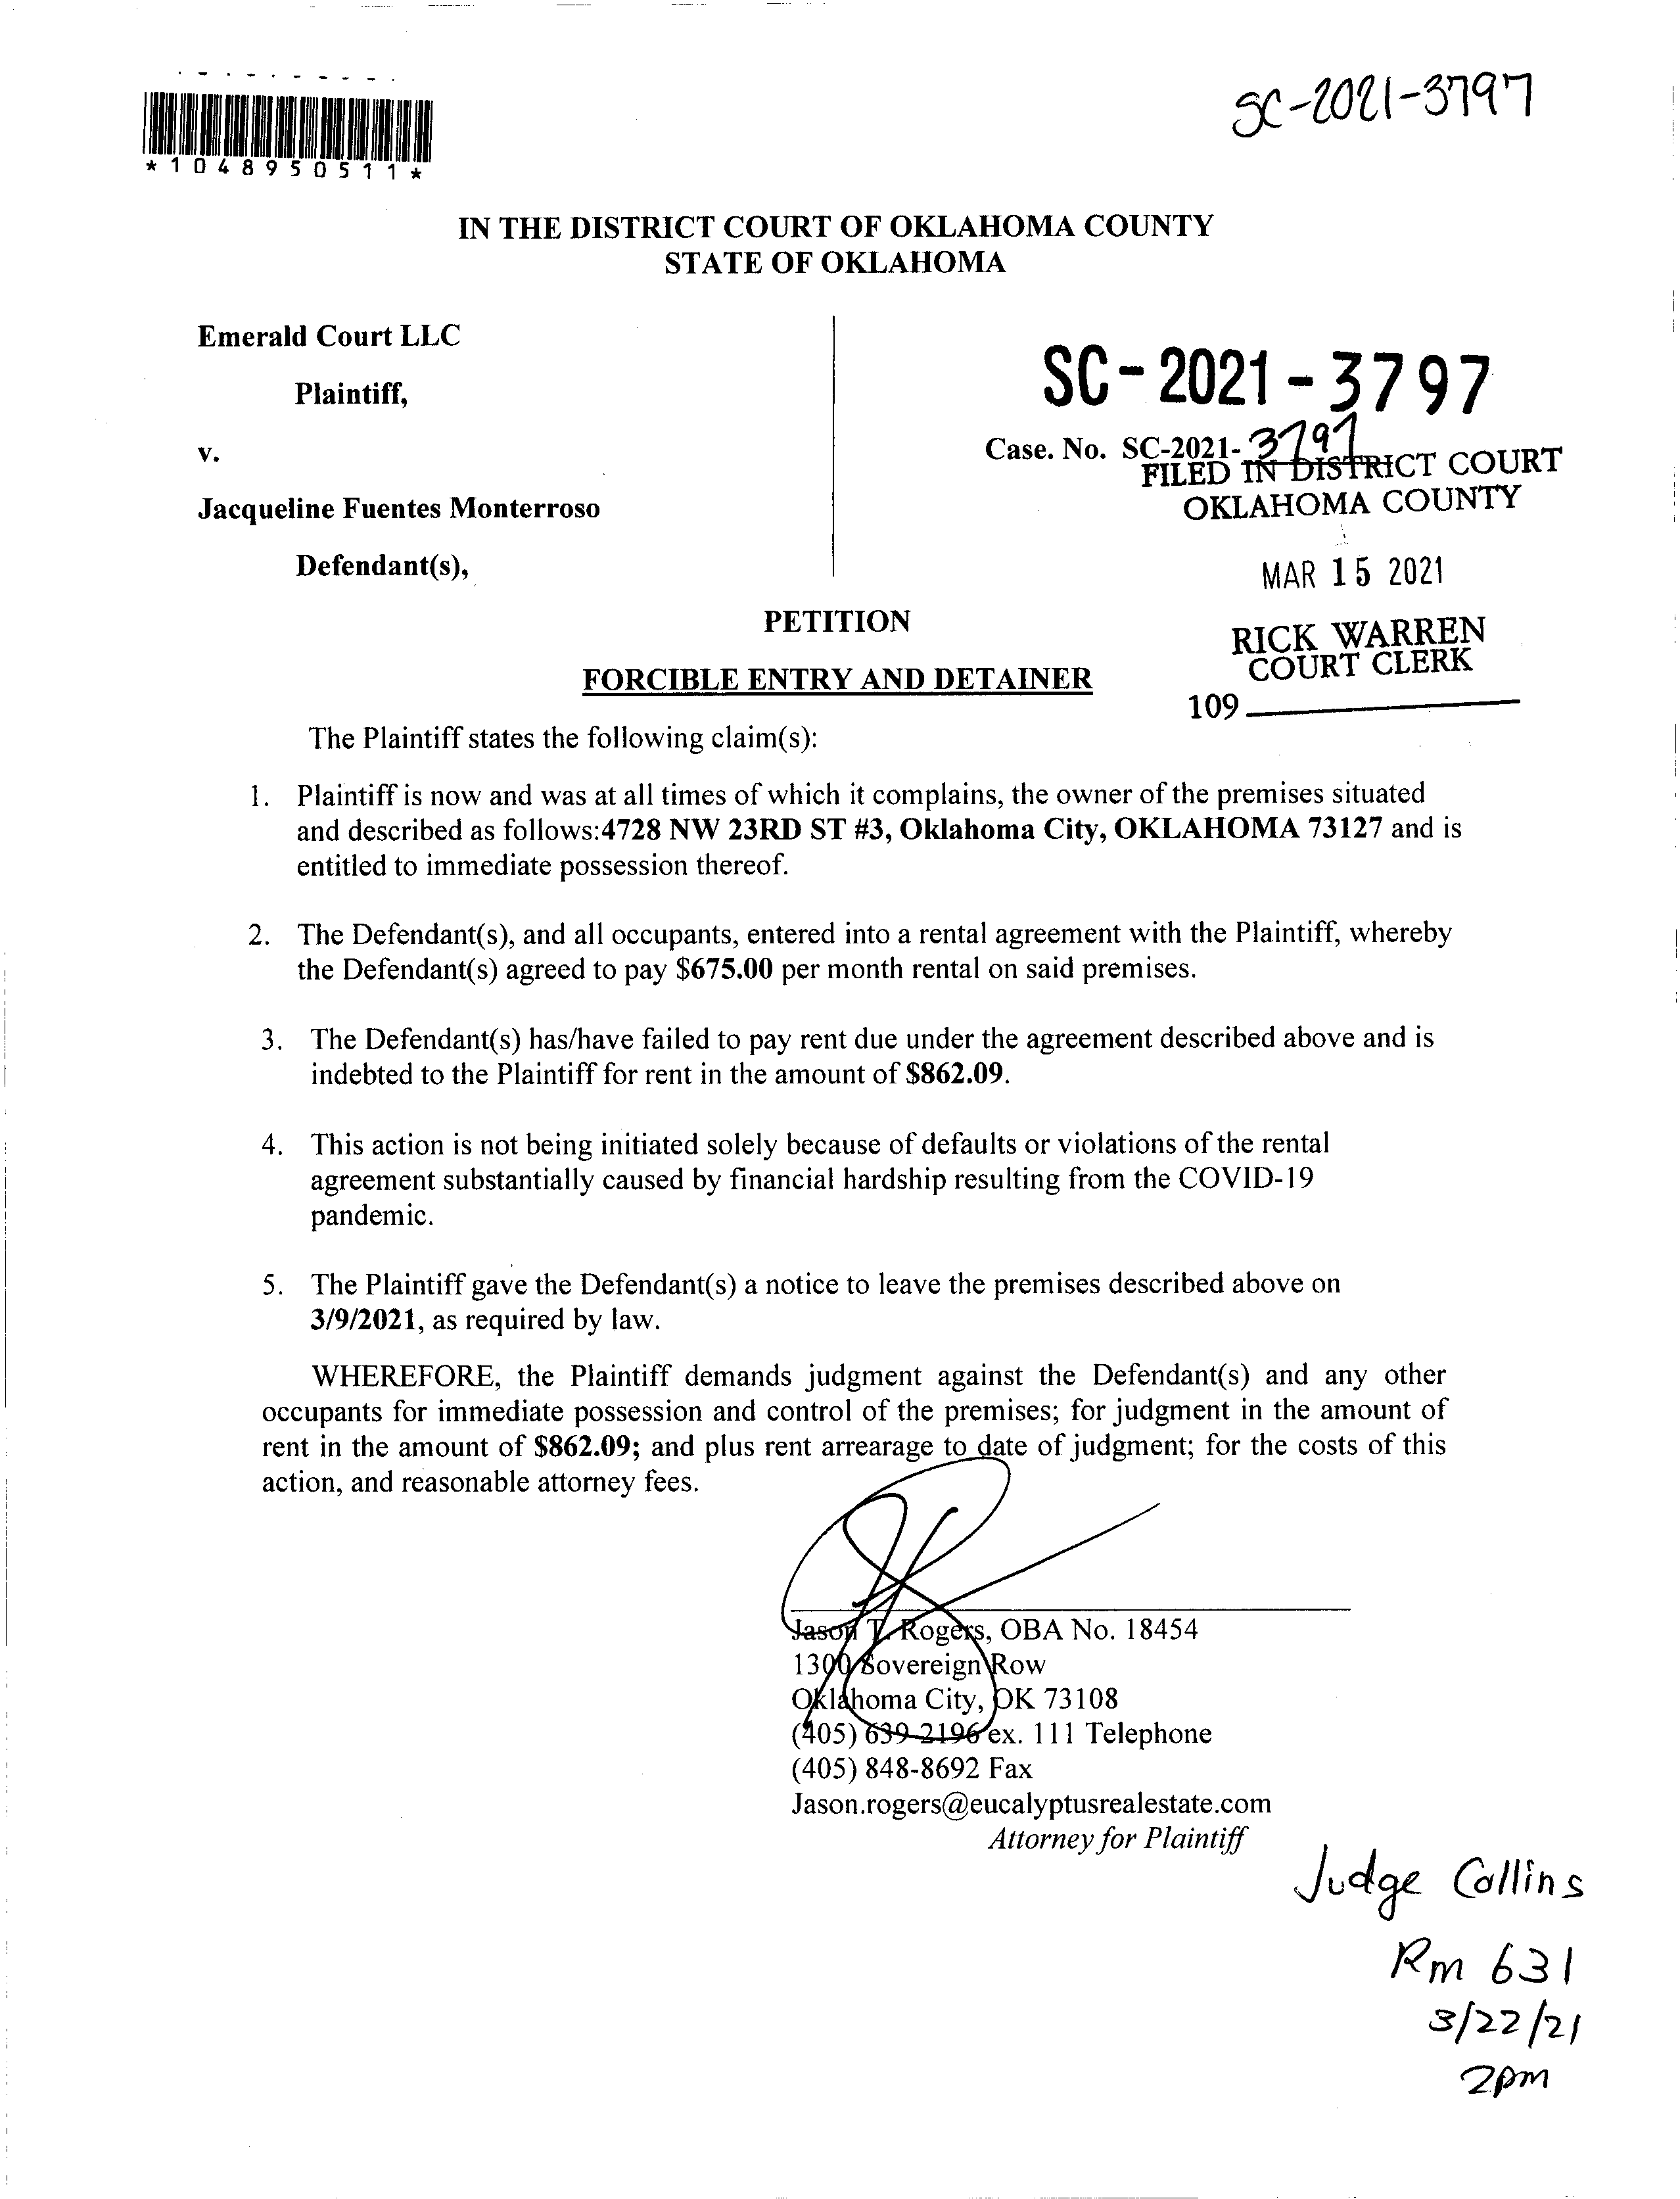 SC-2021-3797
*1048950511*
IN THE DISTRICT COURT OF OKLAHOMA COUNTY
STATE OF OKLAHOMA
Emerald Court LLC
Plaintiff,
v.
Jacqueline Fuentes Monterroso
Defendant(s),
SC-2021-3797
Case. No. SC-2021-3797
FILED IN DISTRICT COURT
OKLAHOMA COUNTY
MAR 15 2021
RICK WARREN
COURT CLERK
109
PETITION
FORCIBLE ENTRY AND DETAINER
The Plaintiff states the following claim(s):
1. Plaintiff is now and was at all times of which it complains, the owner of the premises situated
and described as follows:4728 NW 23RD ST #3, Oklahoma City, OKLAHOMA 73127 and is
entitled to immediate possession thereof.
2. The Defendant(s), and all occupants, entered into a rental agreement with the Plaintiff, whereby
the Defendant(s) agreed to pay $675.00 per month rental on said premises.
3. The Defendant(s) has/have failed to pay rent due under the agreement described above and is
indebted to the Plaintiff for rent in the amount of $862.09.
4. This action is not being initiated solely because of defaults or violations of the rental
agreement substantially caused by financial hardship resulting from the COVID-19
pandemic.
5. The Plaintiff gave the Defendant(s) a notice to leave the premises described above on
3/9/2021, as required by law.
WHEREFORE, the Plaintiff demands judgment against the Defendant(s) and any other
occupants for immediate possession and control of the premises; for judgment in the amount of
rent in the amount of $862.09; and plus rent arrearage to date of judgment; for the costs of this
action, and reasonable attorney fees.
Jason T. Rogers, OBA No. 18454
1300 Sovereign Row
Oklahoma City, OK 73108
(405) 639-2196 ex. 111 Telephone
(405) 848-8692 Fax
Jason.rogers@eucalyptusrealestate.com
Attorney for Plaintiff
Judge Collins
Rm 631
3/22/21
2pm